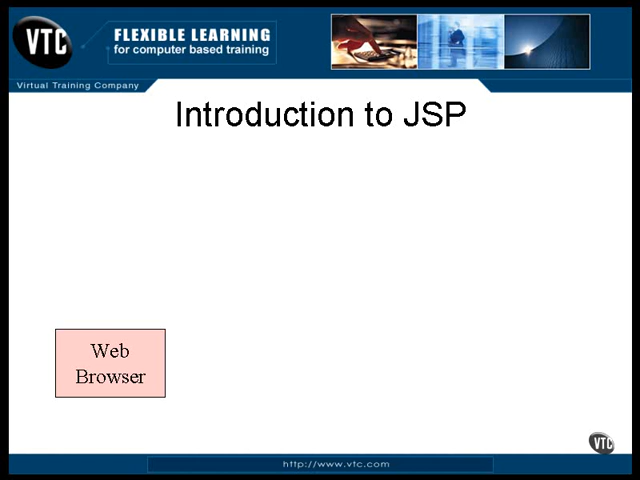 VTC
FLEXIBLE LEARNING
for computer based training
Virtual Training Company
Introduction to JSP
Web
Browser
VTC
http://www.vtc.com